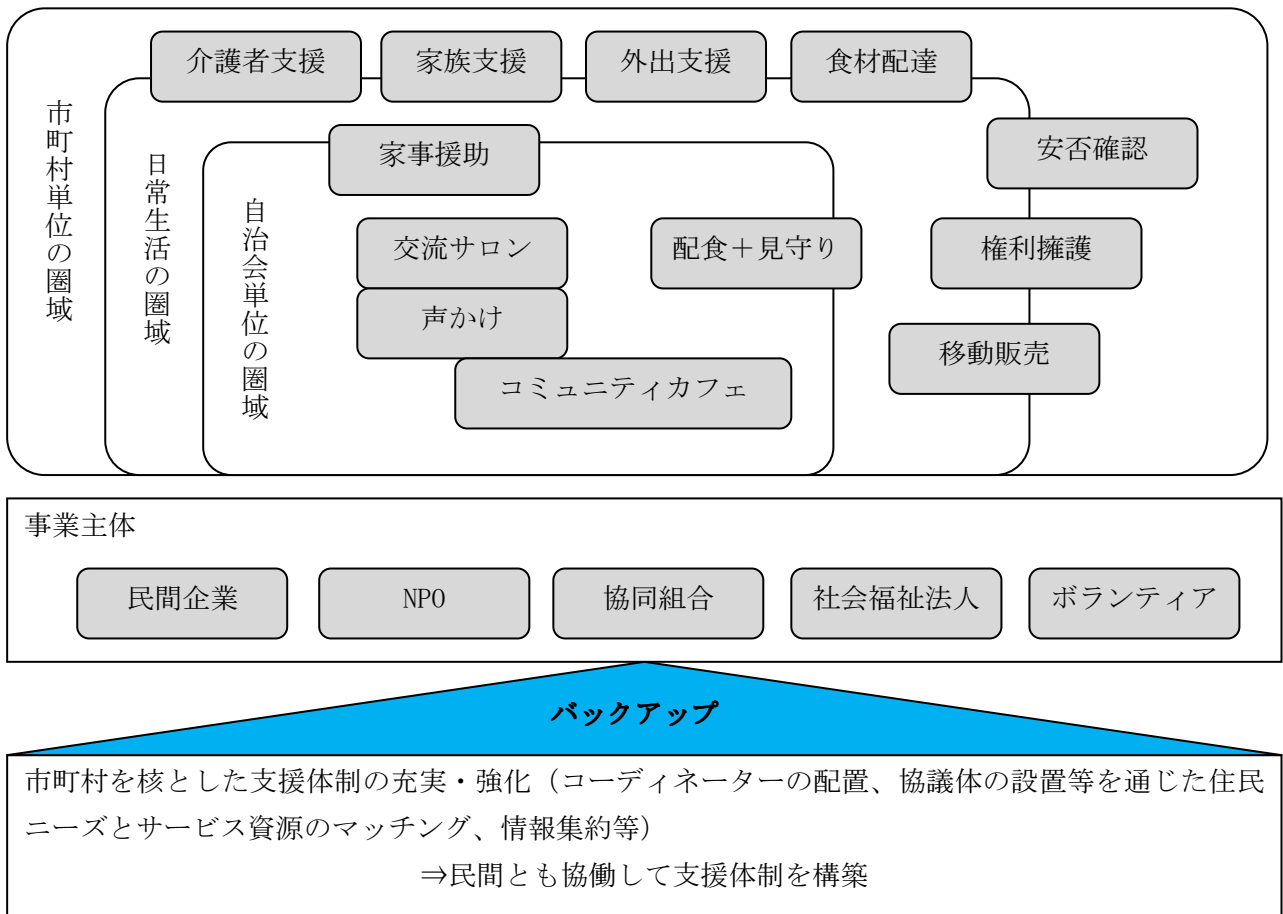 介護者支援
家族支援
外出支援
食材配達
市町村単位の圏域
日常生活の圏域
自治会単位の圏域
家事援助
安否確認
交流サロン
配食＋見守り
権利擁護
声かけ
移動販売
コミュニティカフェ
事業主体
民間企業
NPO
協同組合
社会福祉法人
ボランティア
バックアップ
市町村を核とした支援体制の充実・強化（コーディネーターの配置、協議体の設置等を通じた住民
ニーズとサービス資源のマッチング、情報集約等）
⇒民間とも協働して支援体制を構築